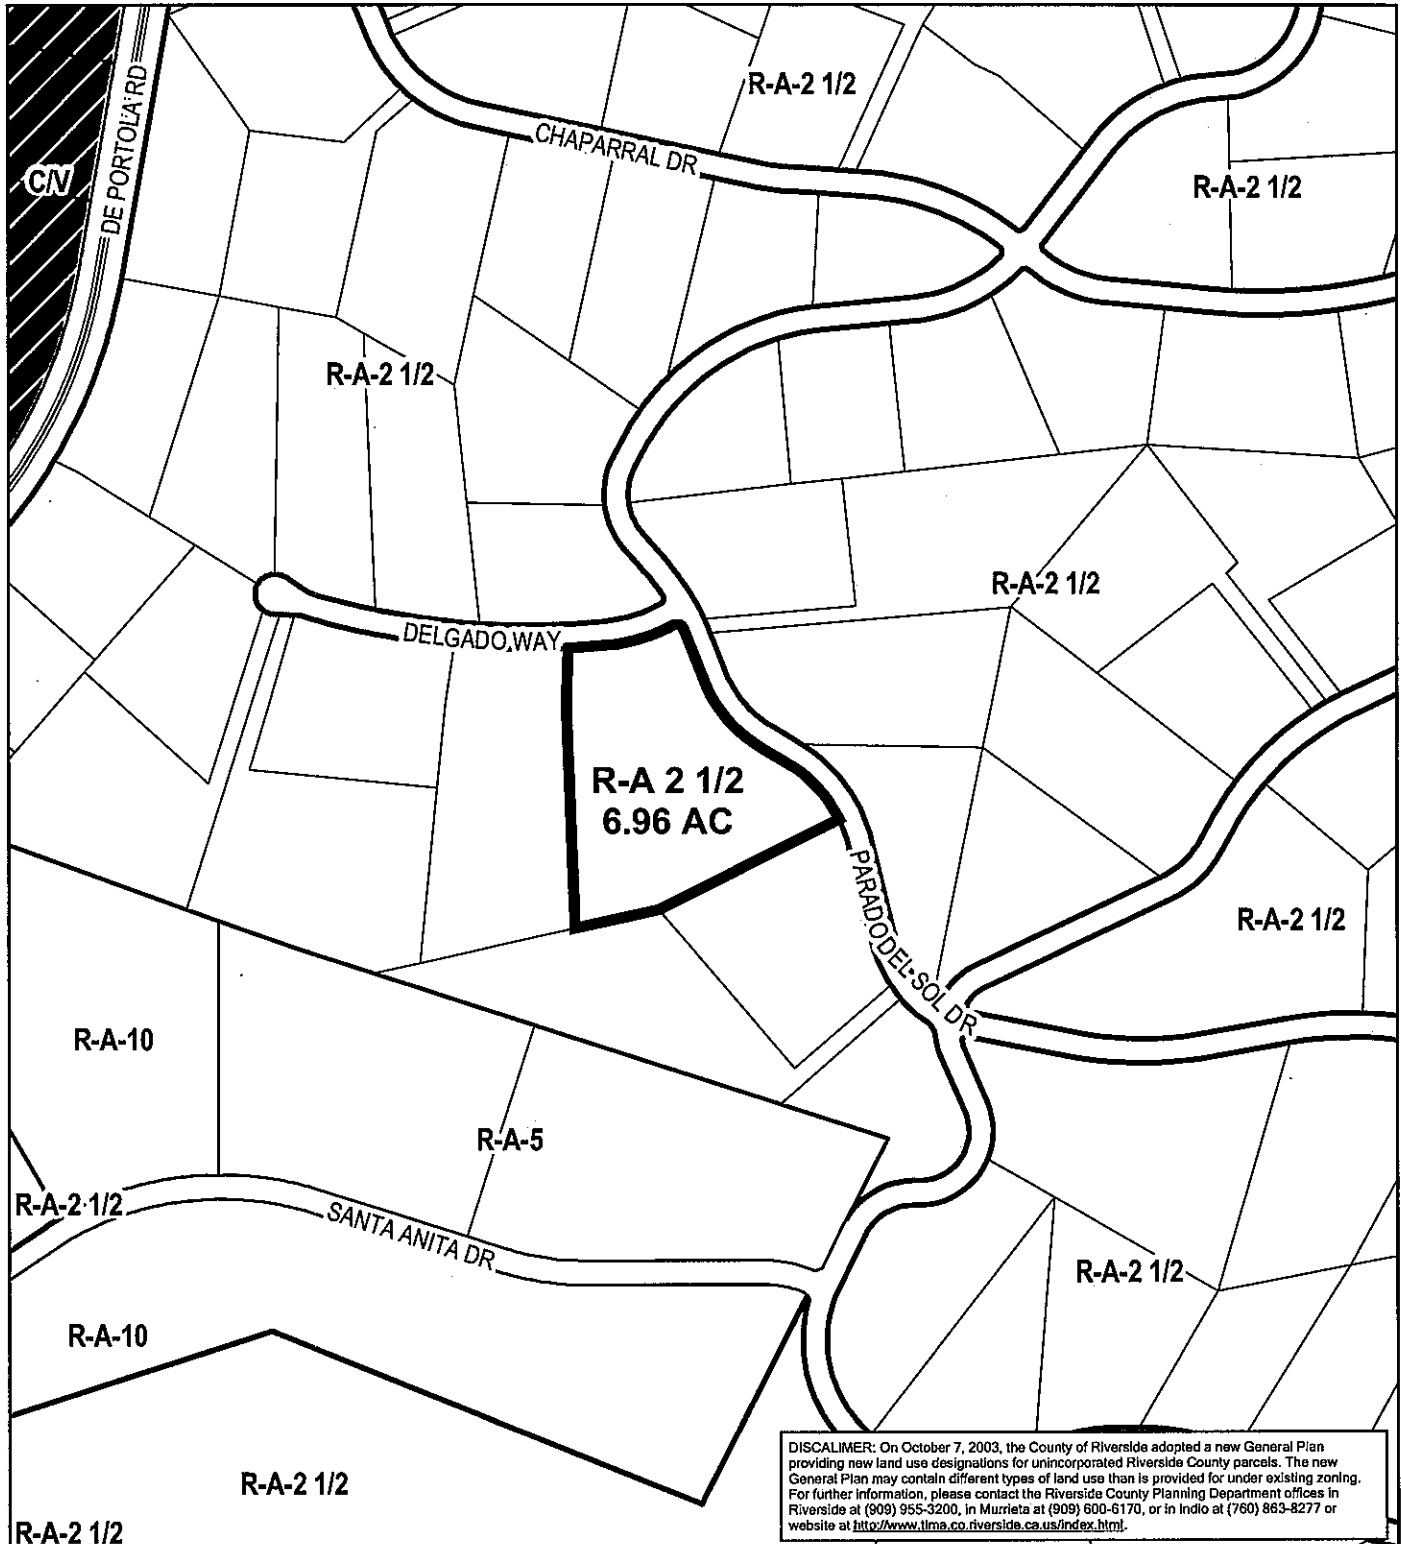 DE PORTOLA RD
C/V
CHAPARRAL DR
R-A-2 1/2
R-A-2 1/2
R-A-2 1/2
R-A-2 1/2
DELGADO WAY
R-A 2 1/2
6.96 AC
PARADO DEL SOL DR
R-A-2 1/2
R-A-10
R-A-5
R-A-2 1/2
SANTA ANITA DR
R-A-2 1/2
R-A-10
R-A-2 1/2
R-A-2 1/2
DISCALIMER: On October 7, 2003, the County of Riverside adopted a new General Plan
providing new land use designations for unincorporated Riverside County parcels. The new
General Plan may contain different types of land use than is provided for under existing zoning.
For further information, please contact the Riverside County Planning Department offices in
Riverside at (909) 955-3200, in Murrieta at (909) 600-6170, or in Indio at (760) 863-8277 or
website at http://www.tlma.co.riverside.ca.us/index.html.